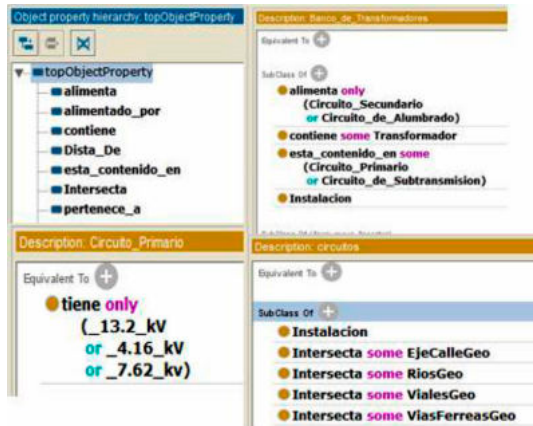 Object property hierarchy: topObjectProperty
topObjectProperty
alimenta
alimentado_por
contiene
Dista_De
esta_contenido_en
Intersecta
pertenece_a
Description: Banco_de_Transformadores
Equivalent To
SubClass Of
alimenta only
(Circuito_Secundario
or Circuito_de_Alumbrado)
contiene some Transformador
esta_contenido_en some
(Circuito_Primario
or Circuito_de_Subtransmision)
Instalacion
Description: Circuito_Primario
Equivalent To
tiene only
(_13.2_kV
or _4.16_kV
or _7.62_kv)
Description: circuitos
Equivalent To
SubClass Of
Instalacion
Intersecta some EjeCalleGeo
Intersecta some RiosGeo
Intersecta some VialesGeo
Intersecta some ViasFerreasGeo